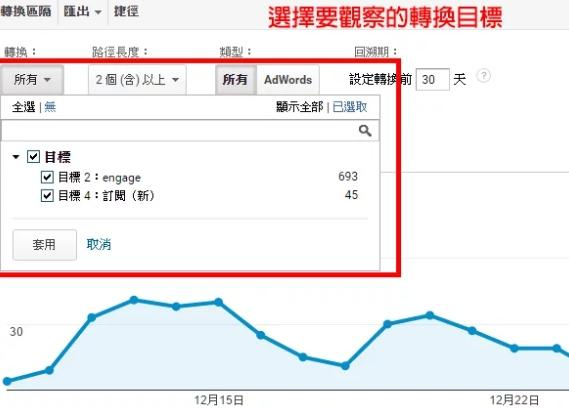 轉換區隔 匯出 捷徑
選擇要觀察的轉換目標
轉換： 路徑長度： 類型： 回溯期：
所有 2 個 (含) 以上 所有 AdWords 設定轉換前 30 天 ?
全選 | 無 顯示全部 | 已選取
目標
目標 2：engage 693
目標 4：訂閱（新） 45
套用 取消
30
12月15日 12月22日